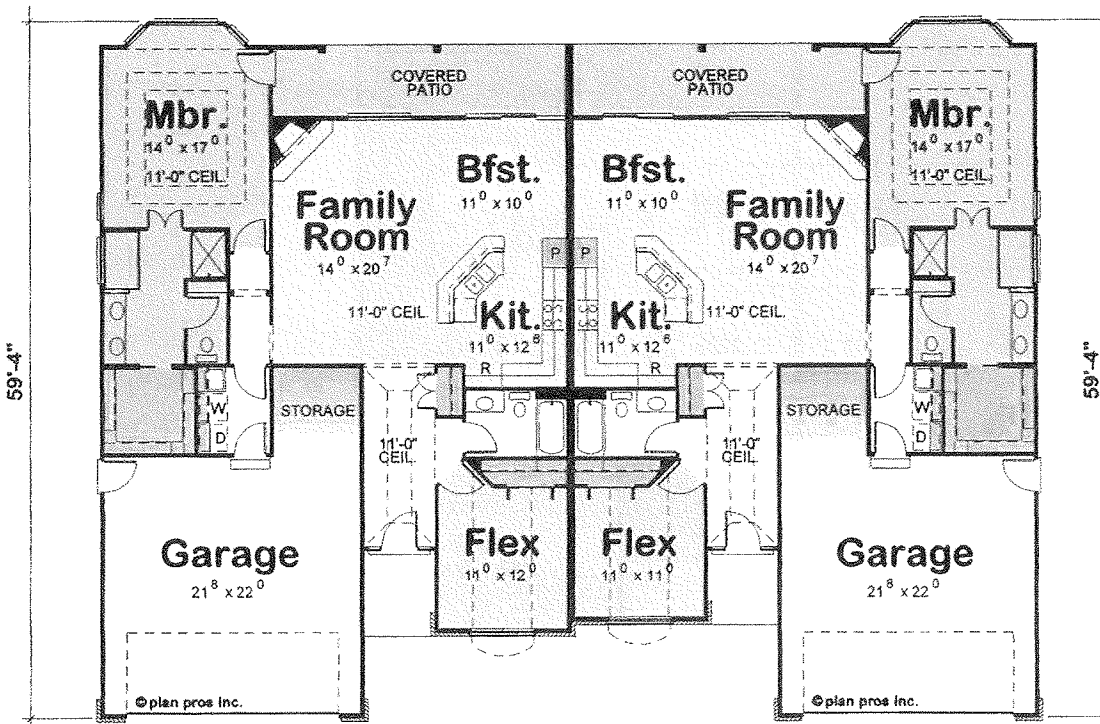 COVERED
PATIO
COVERED
PATIO
Mbr.
14⁰ x 17⁰
11'-0" CEIL.
Mbr.
14⁰ x 17⁰
11'-0" CEIL.
Family
Room
14⁰ x 20⁷
11'-0" CEIL.
Bfst.
11⁰ x 10⁰
Bfst.
11⁰ x 10⁰
Family
Room
14⁰ x 20⁷
11'-0" CEIL.
P
P
Kit.
11⁰ x 12⁶
R
Kit.
11⁰ x 12⁶
R
59'-4"
59'-4"
W
D
STORAGE
11'-0"
CEIL.
11'-0"
CEIL.
STORAGE
W
D
Garage
21⁸ x 22⁰
Flex
11⁰ x 12⁰
Flex
11⁰ x 11⁰
Garage
21⁸ x 22⁰
©plan pros Inc.
©plan pros Inc.